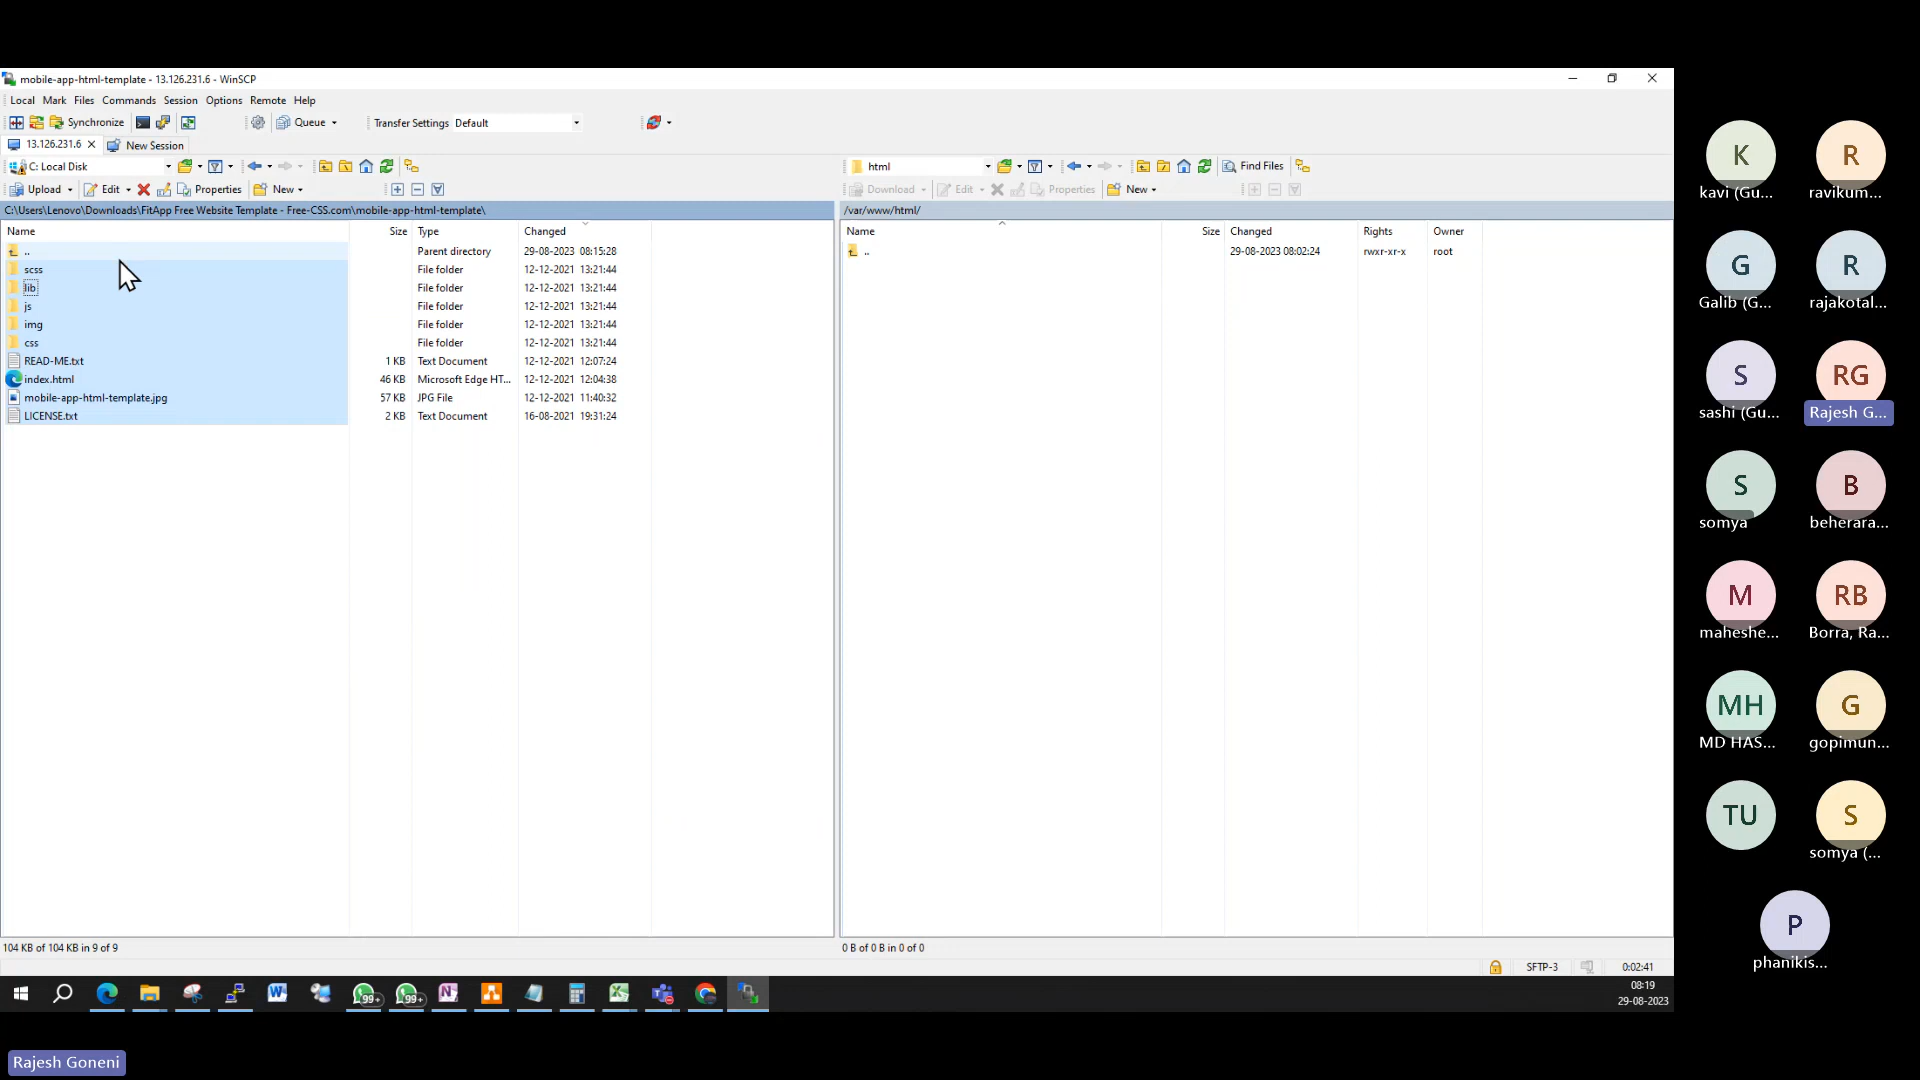 mobile-app-html-template - 13.126.231.6 - WinSCP
Local Mark Files Commands Session Options Remote Help
Synchronize Queue Transfer Settings Default
13.126.231.6 New Session
C: Local Disk
html Find Files
Upload Edit Properties New
Download Edit Properties New
C:\Users\Lenovo\Downloads\FitApp Free Website Template - Free-CSS.com\mobile-app-html-template\
/var/www/html/
Name Size Type Changed
.. Parent directory 29-08-2023 08:15:28
scss File folder 12-12-2021 13:21:44
lib File folder 12-12-2021 13:21:44
js File folder 12-12-2021 13:21:44
img File folder 12-12-2021 13:21:44
css File folder 12-12-2021 13:21:44
READ-ME.txt 1 KB Text Document 12-12-2021 12:07:24
index.html 46 KB Microsoft Edge HT... 12-12-2021 12:04:38
mobile-app-html-template.jpg 57 KB JPG File 12-12-2021 11:40:32
LICENSE.txt 2 KB Text Document 16-08-2021 19:31:24
Name Size Changed Rights Owner
.. 29-08-2023 08:02:24 rwxr-xr-x root
104 KB of 104 KB in 9 of 9
0 B of 0 B in 0 of 0
SFTP-3 0:02:41
99+ 99+
08:19
29-08-2023
K
kavi (Gu...
R
ravikum...
G
Galib (G...
R
rajakotal...
S
sashi (Gu...
RG
Rajesh G...
S
somya
B
beherara...
M
maheshe...
RB
Borra, Ra...
MH
MD HAS...
G
gopimun...
TU
S
somya (...
P
phanikis...
Rajesh Goneni